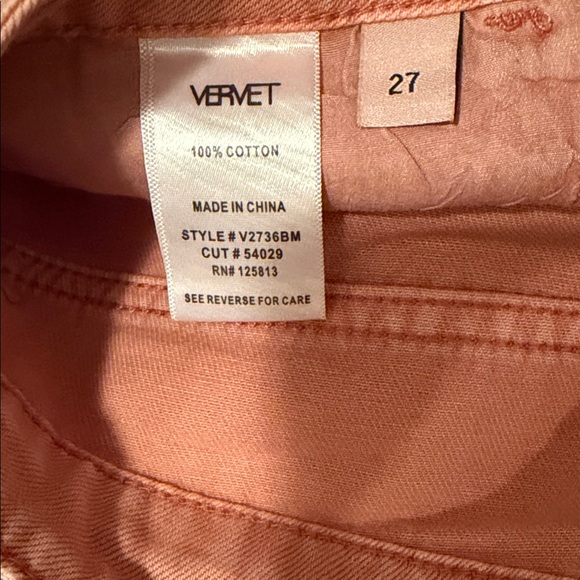 VERVET
27
100% COTTON
MADE IN CHINA
STYLE # V2736BM
CUT # 54029
RN# 125813
SEE REVERSE FOR CARE